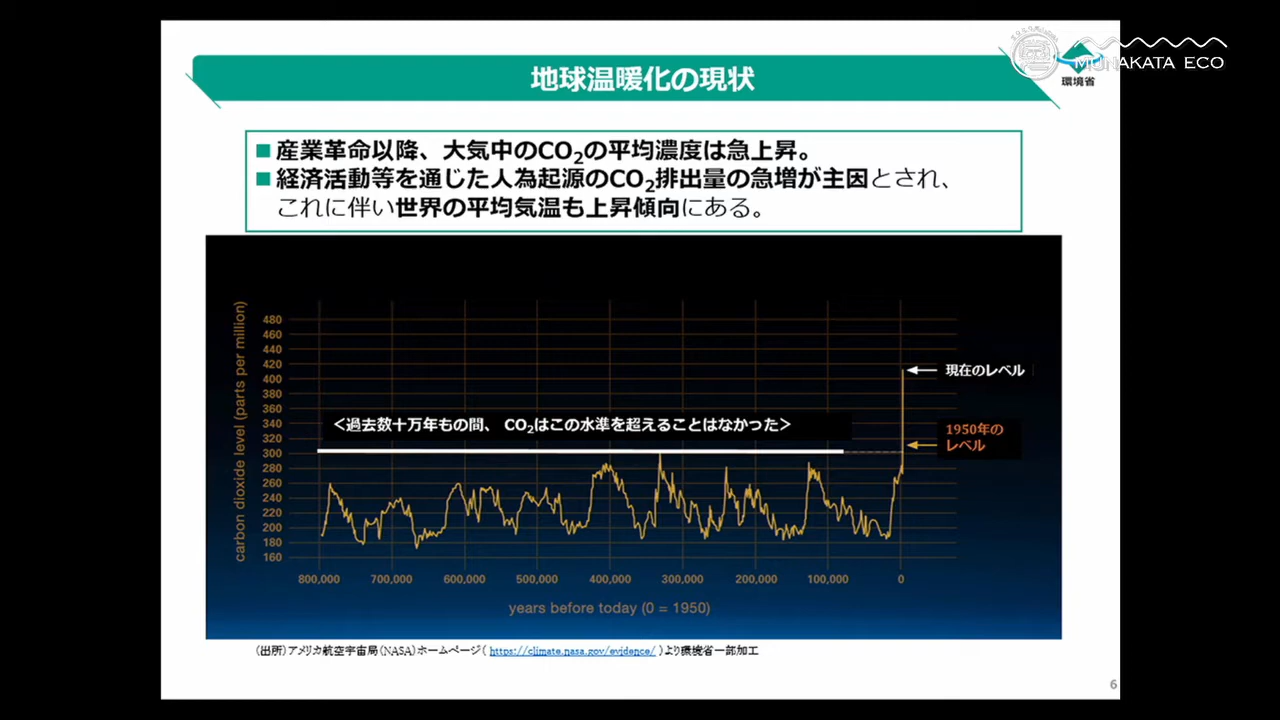 地球温暖化の現状
MUNAKATA ECO
環境省
■産業革命以降、大気中のCO2の平均濃度は急上昇。
■経済活動等を通じた人為起源のCO2排出量の急増が主因とされ、
これに伴い世界の平均気温も上昇傾向にある。
carbon dioxide level (parts per million)
480
460
440
420
400
380
360
340
320
300
280
260
240
220
200
180
160
現在のレベル
<過去数十万年もの間、 CO2はこの水準を超えることはなかった>
1950年の
レベル
800,000 700,000 600,000 500,000 400,000 300,000 200,000 100,000 0
years before today (0 = 1950)
(出所)アメリカ航空宇宙局(NASA)ホームページ( https://climate.nasa.gov/evidence/ )より環境省一部加工
6